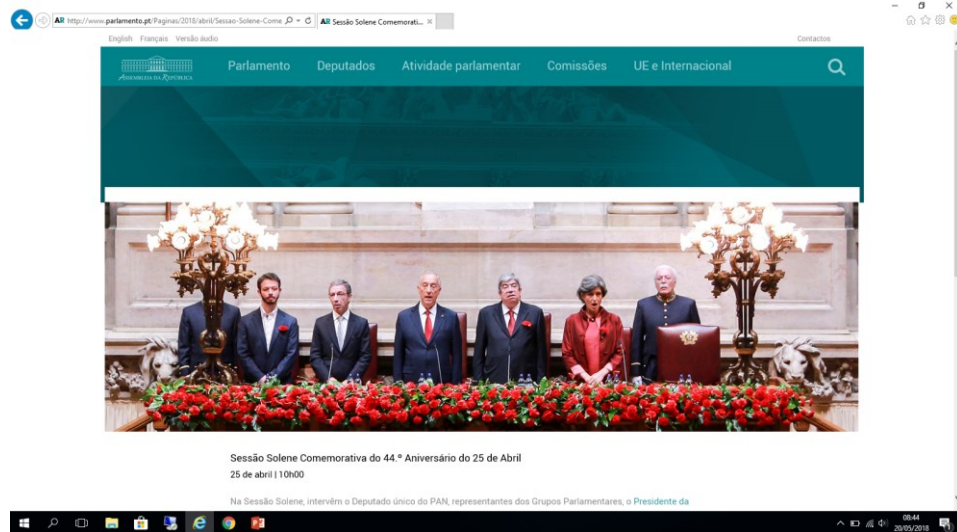 AR http://www.parlamento.pt/Paginas/2018/abril/Sessao-Solene-Come
AR Sessão Solene Comemorati...
English Français Versão áudio
Contactos
ASSEMBLEIA DA REPÚBLICA
Parlamento Deputados Atividade parlamentar Comissões UE e Internacional
Sessão Solene Comemorativa do 44.º Aniversário do 25 de Abril
25 de abril | 10h00
Na Sessão Solene, intervêm o Deputado único do PAN, representantes dos Grupos Parlamentares, o Presidente da
08:44
20/05/2018